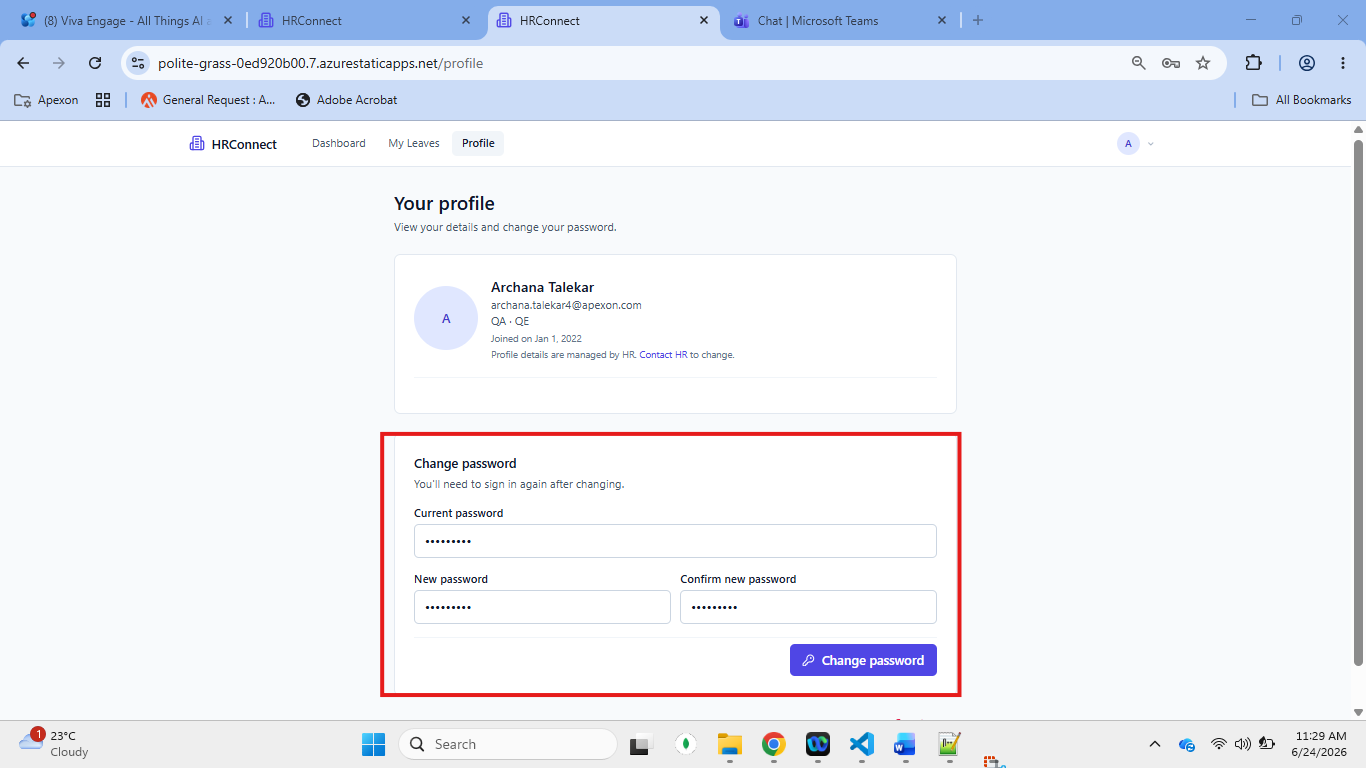 (8) Viva Engage - All Things AI a
HRConnect
HRConnect
Chat | Microsoft Teams
polite-grass-0ed920b00.7.azurestaticapps.net/profile
Apexon
General Request : A...
Adobe Acrobat
All Bookmarks
HRConnect
Dashboard
My Leaves
Profile
A
Your profile
View your details and change your password.
A
Archana Talekar
archana.talekar4@apexon.com
QA · QE
Joined on Jan 1, 2022
Profile details are managed by HR. Contact HR to change.
Change password
You'll need to sign in again after changing.
Current password
•••••••••
New password
Confirm new password
•••••••••
•••••••••
Change password
1
23°C
Cloudy
Search
11:29 AM
6/24/2026